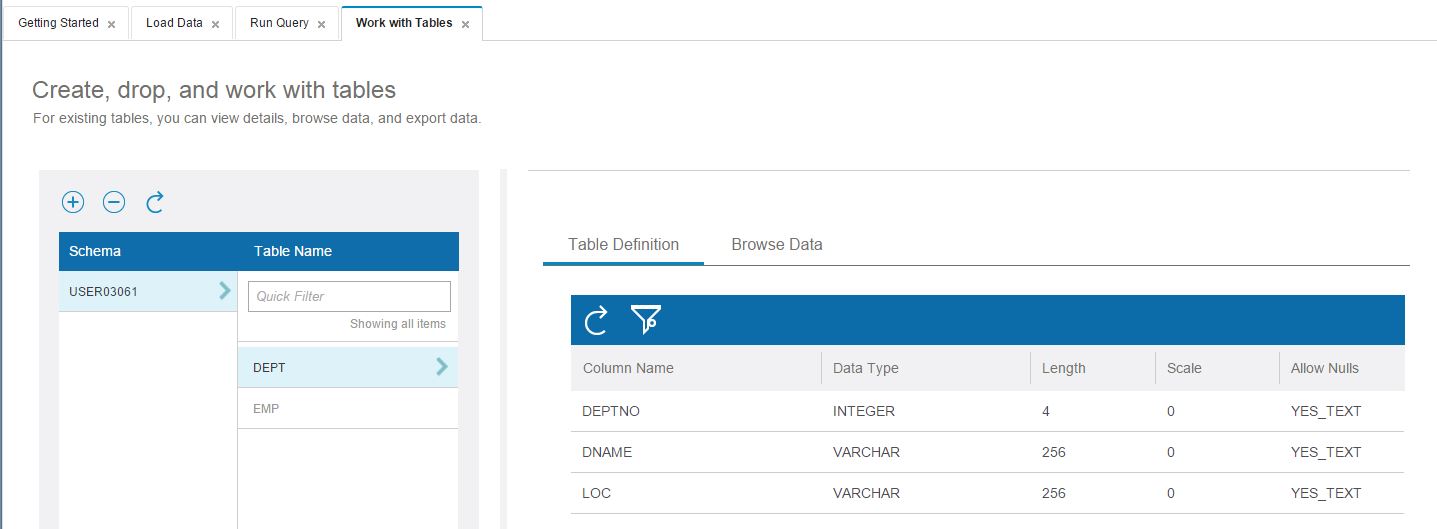 Getting Started × Load Data × Run Query × Work with Tables ×
Create, drop, and work with tables
For existing tables, you can view details, browse data, and export data.
Schema Table Name
USER03061
Quick Filter
Showing all items
DEPT
EMP
Table Definition Browse Data
Column Name Data Type Length Scale Allow Nulls
DEPTNO INTEGER 4 0 YES_TEXT
DNAME VARCHAR 256 0 YES_TEXT
LOC VARCHAR 256 0 YES_TEXT